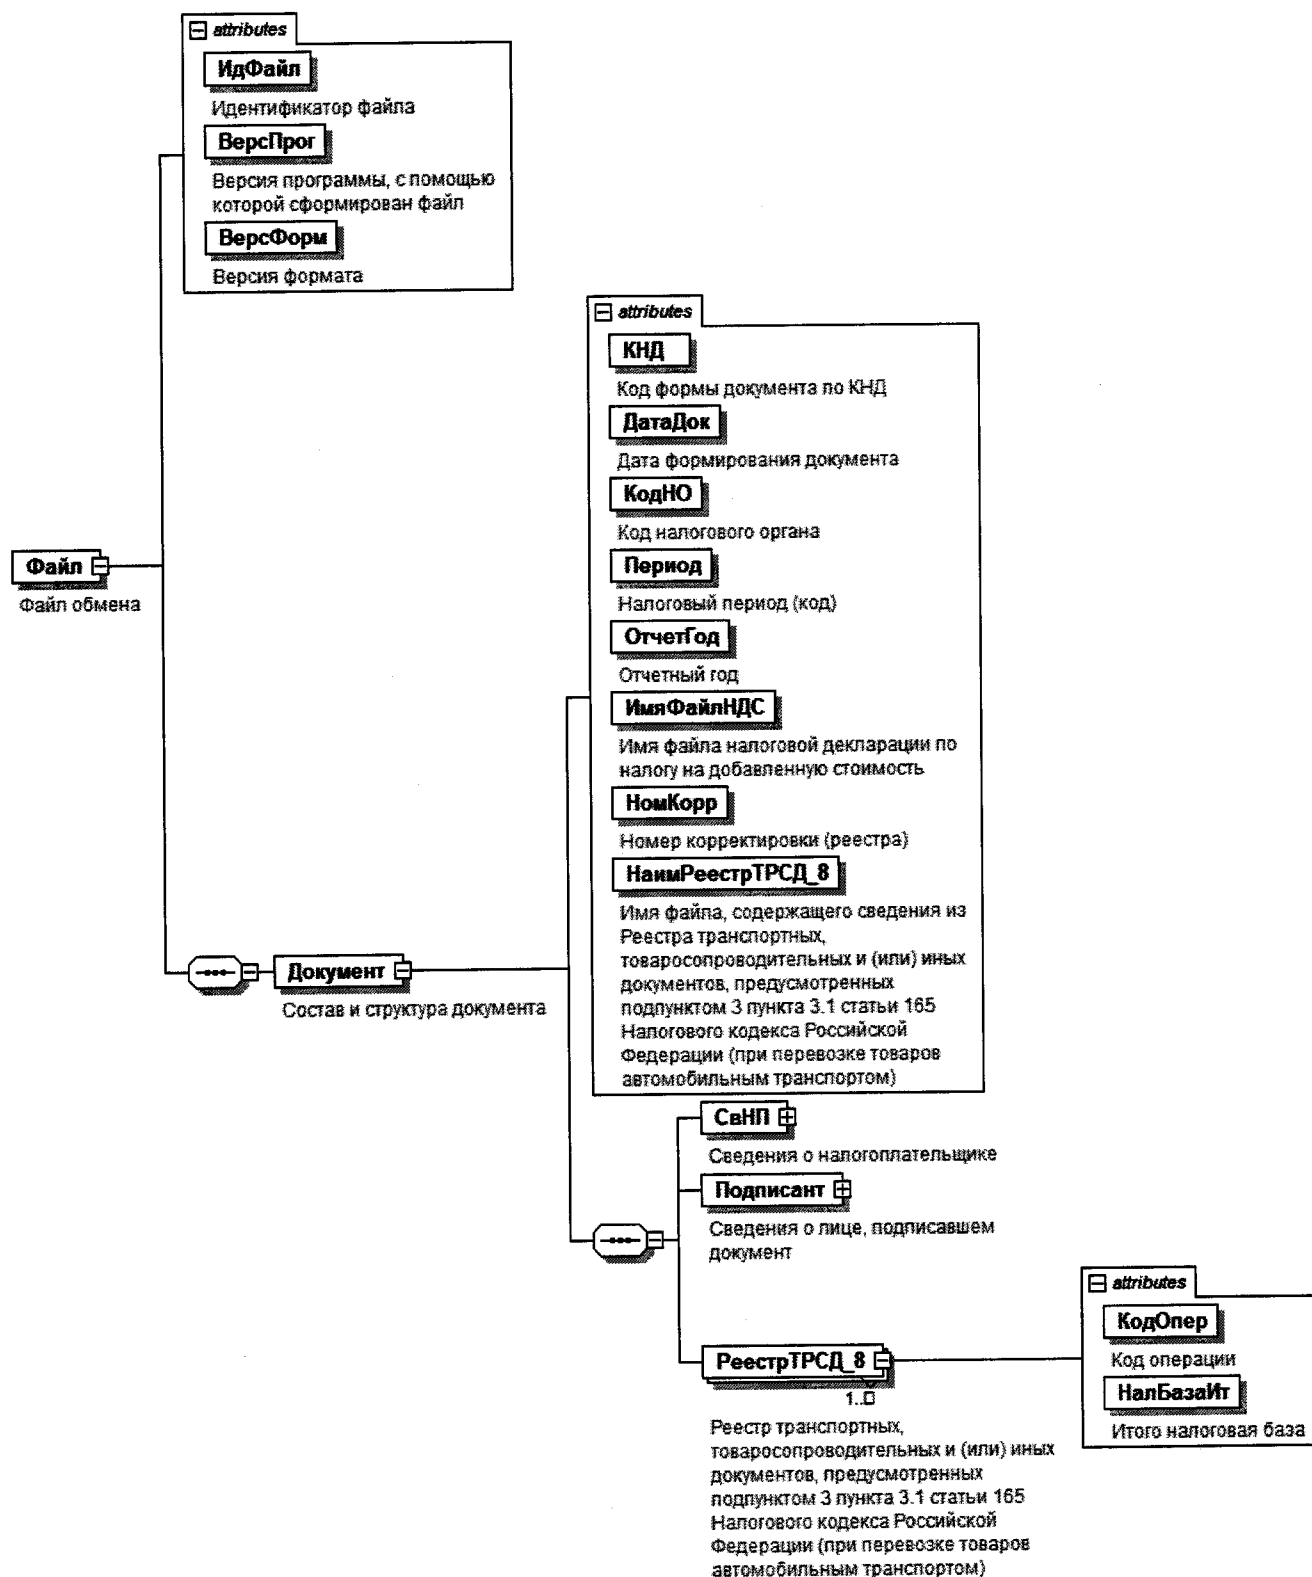 attributes
ИдФайл
Идентификатор файла
ВерсПрог
Версия программы, с помощью
которой сформирован файл
ВерсФорм
Версия формата
attributes
КНД
Код формы документа по КНД
ДатаДок
Дата формирования документа
КодНО
Код налогового органа
Файл
Файл обмена
Период
Налоговый период (код)
ОтчетГод
Отчетный год
ИмяФайлНДС
Имя файла налоговой декларации по
налогу на добавленную стоимость
НомКорр
Номер корректировки (реестра)
НаимРеестрТРСД_8
Имя файла, содержащего сведения из
Реестра транспортных,
товаросопроводительных и (или) иных
документов, предусмотренных
подпунктом 3 пункта 3.1 статьи 165
Налогового кодекса Российской
Федерации (при перевозке товаров
автомобильным транспортом)
Документ
Состав и структура документа
СвНП
Сведения о налогоплательщике
Подписант
Сведения о лице, подписавшем
документ
РеестрТРСД_8
1..
Реестр транспортных,
товаросопроводительных и (или) иных
документов, предусмотренных
подпунктом 3 пункта 3.1 статьи 165
Налогового кодекса Российской
Федерации (при перевозке товаров
автомобильным транспортом)
attributes
КодОпер
Код операции
НалБазаИт
Итого налоговая база